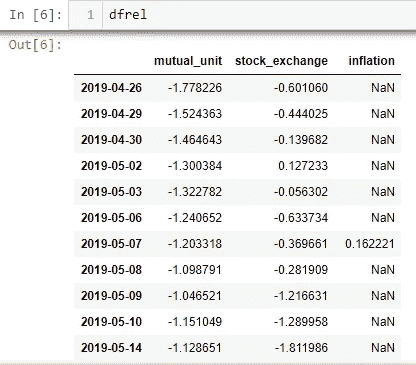 In [6]: 1 dfrel
Out[6]:
mutual_unit stock_exchange inflation
2019-04-26 -1.778226 -0.601060 NaN
2019-04-29 -1.524363 -0.444025 NaN
2019-04-30 -1.464643 -0.139682 NaN
2019-05-02 -1.300384 0.127233 NaN
2019-05-03 -1.322782 -0.056302 NaN
2019-05-06 -1.240652 -0.633734 NaN
2019-05-07 -1.203318 -0.369661 0.162221
2019-05-08 -1.098791 -0.281909 NaN
2019-05-09 -1.046521 -1.216631 NaN
2019-05-10 -1.151049 -1.289958 NaN
2019-05-14 -1.128651 -1.811986 NaN